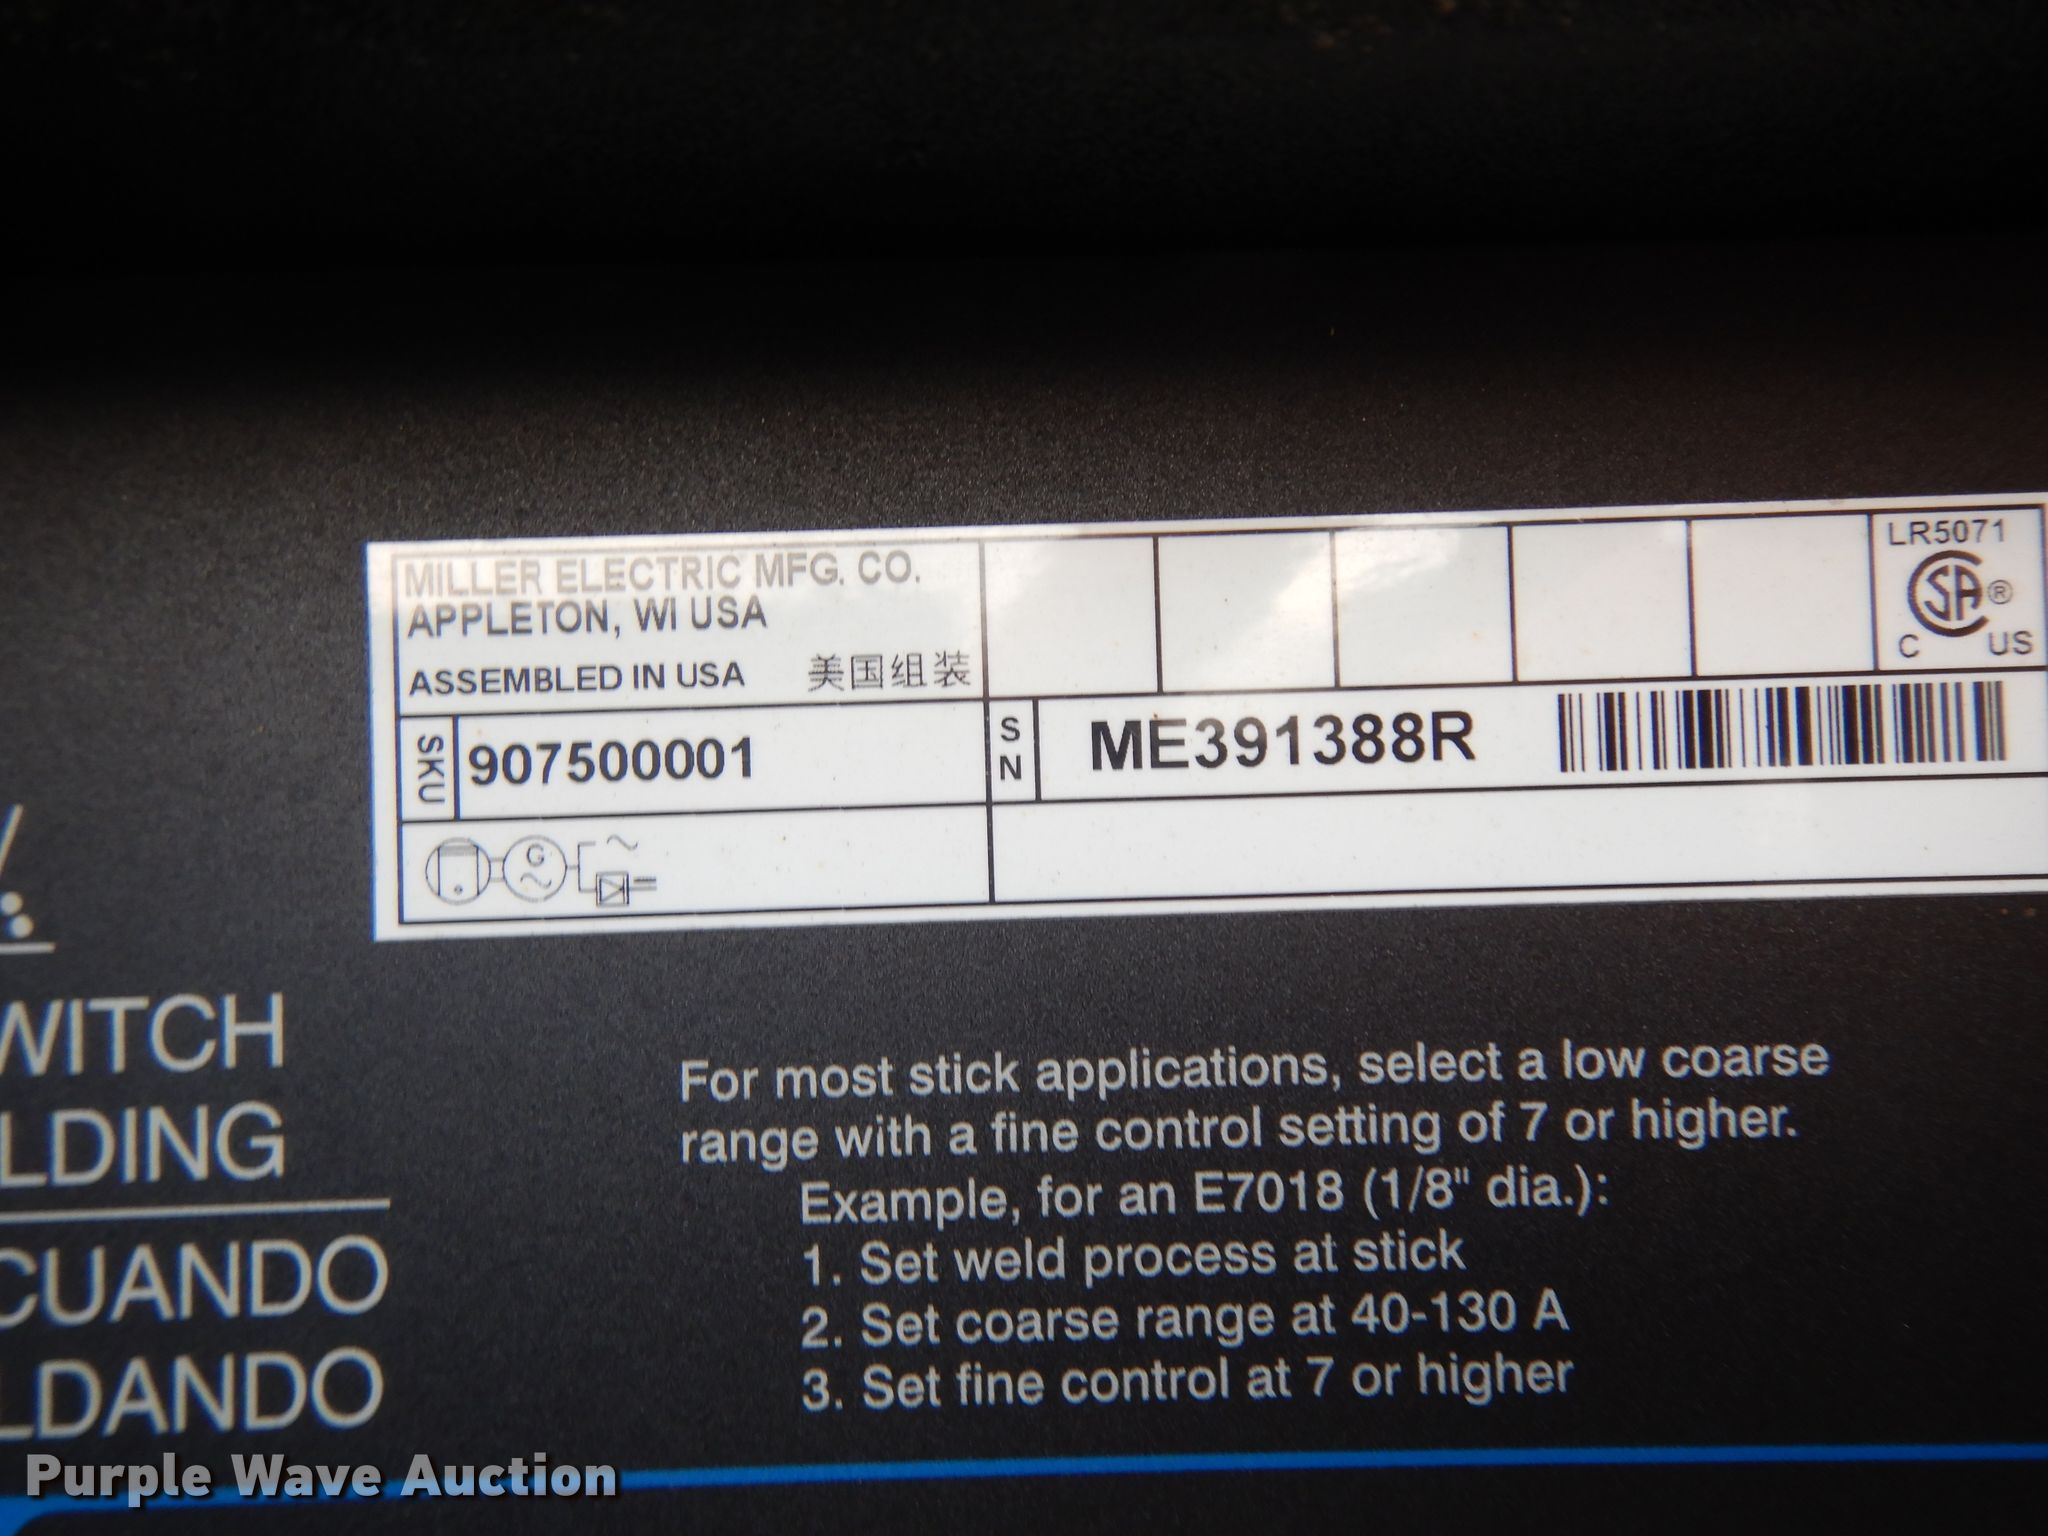 MILLER ELECTRIC MFG. CO.
APPLETON, WI USA
ASSEMBLED IN USA 美国组装
LR5071
CSA ®
C US
SKU 907500001
SN ME391388R
G
WITCH
LDING
CUANDO
LDANDO
For most stick applications, select a low coarse
range with a fine control setting of 7 or higher.
Example, for an E7018 (1/8" dia.):
1. Set weld process at stick
2. Set coarse range at 40-130 A
3. Set fine control at 7 or higher
Purple Wave Auction